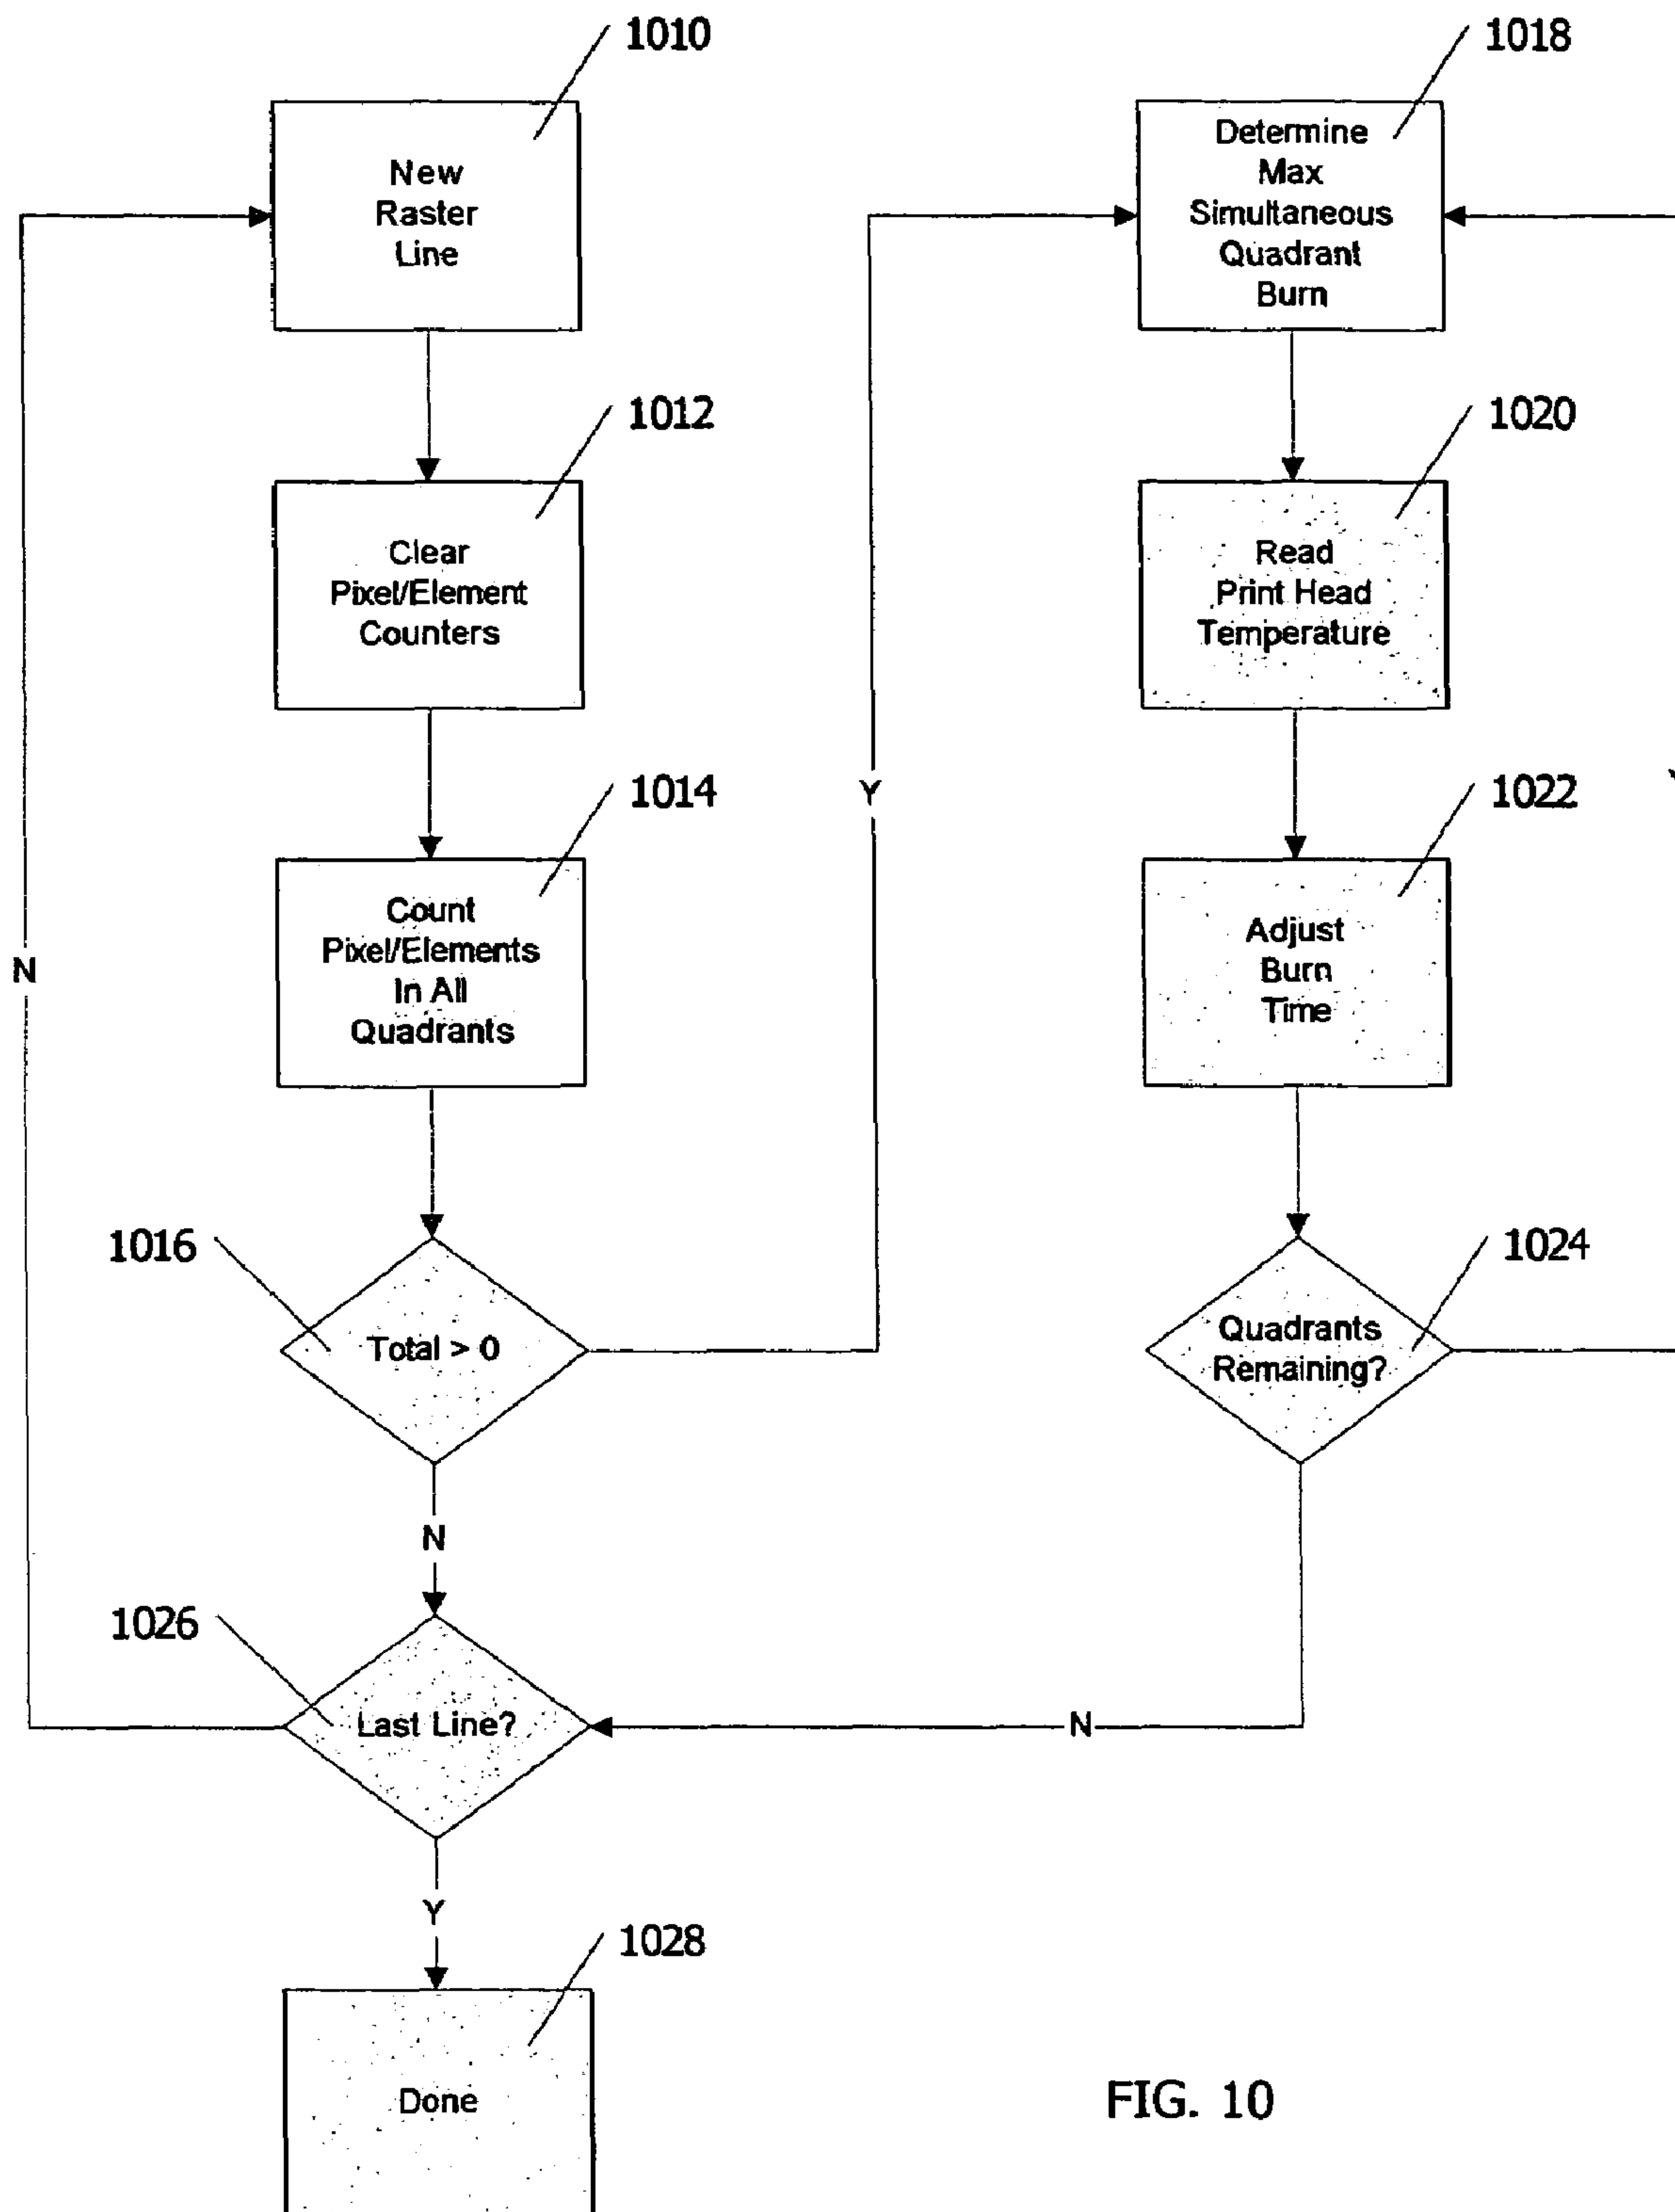 1010
New
Raster
Line
1012
Clear
Pixel/Element
Counters
1014
Count
Pixel/Elements
In All
Quadrants
1016
Total > 0
N
Y
1026
Last Line?
N
Y
1028
Done
1018
Determine
Max
Simultaneous
Quadrant
Burn
1020
Read
Print Head
Temperature
1022
Adjust
Burn
Time
1024
Quadrants
Remaining?
N
FIG. 10